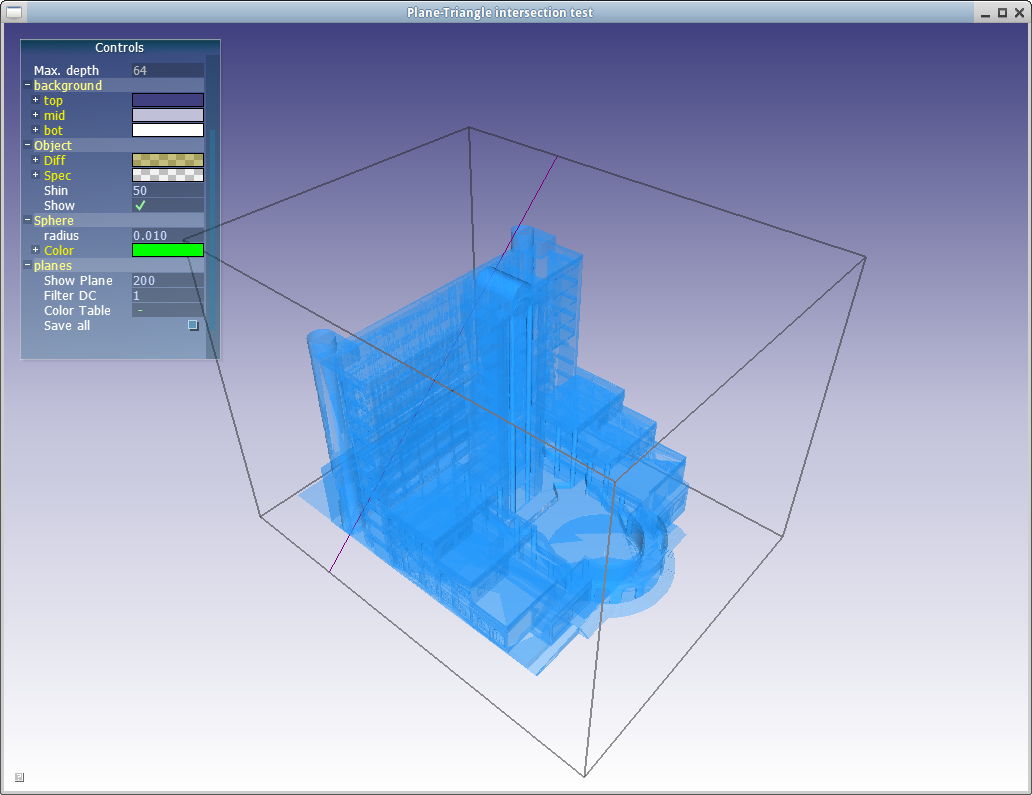 Plane-Triangle intersection test
Controls
Max. depth 64
background
top
mid
bot
Object
Diff
Spec
Shin 50
Show
Sphere
radius 0.010
Color
planes
Show Plane 200
Filter DC 1
Color Table -
Save all